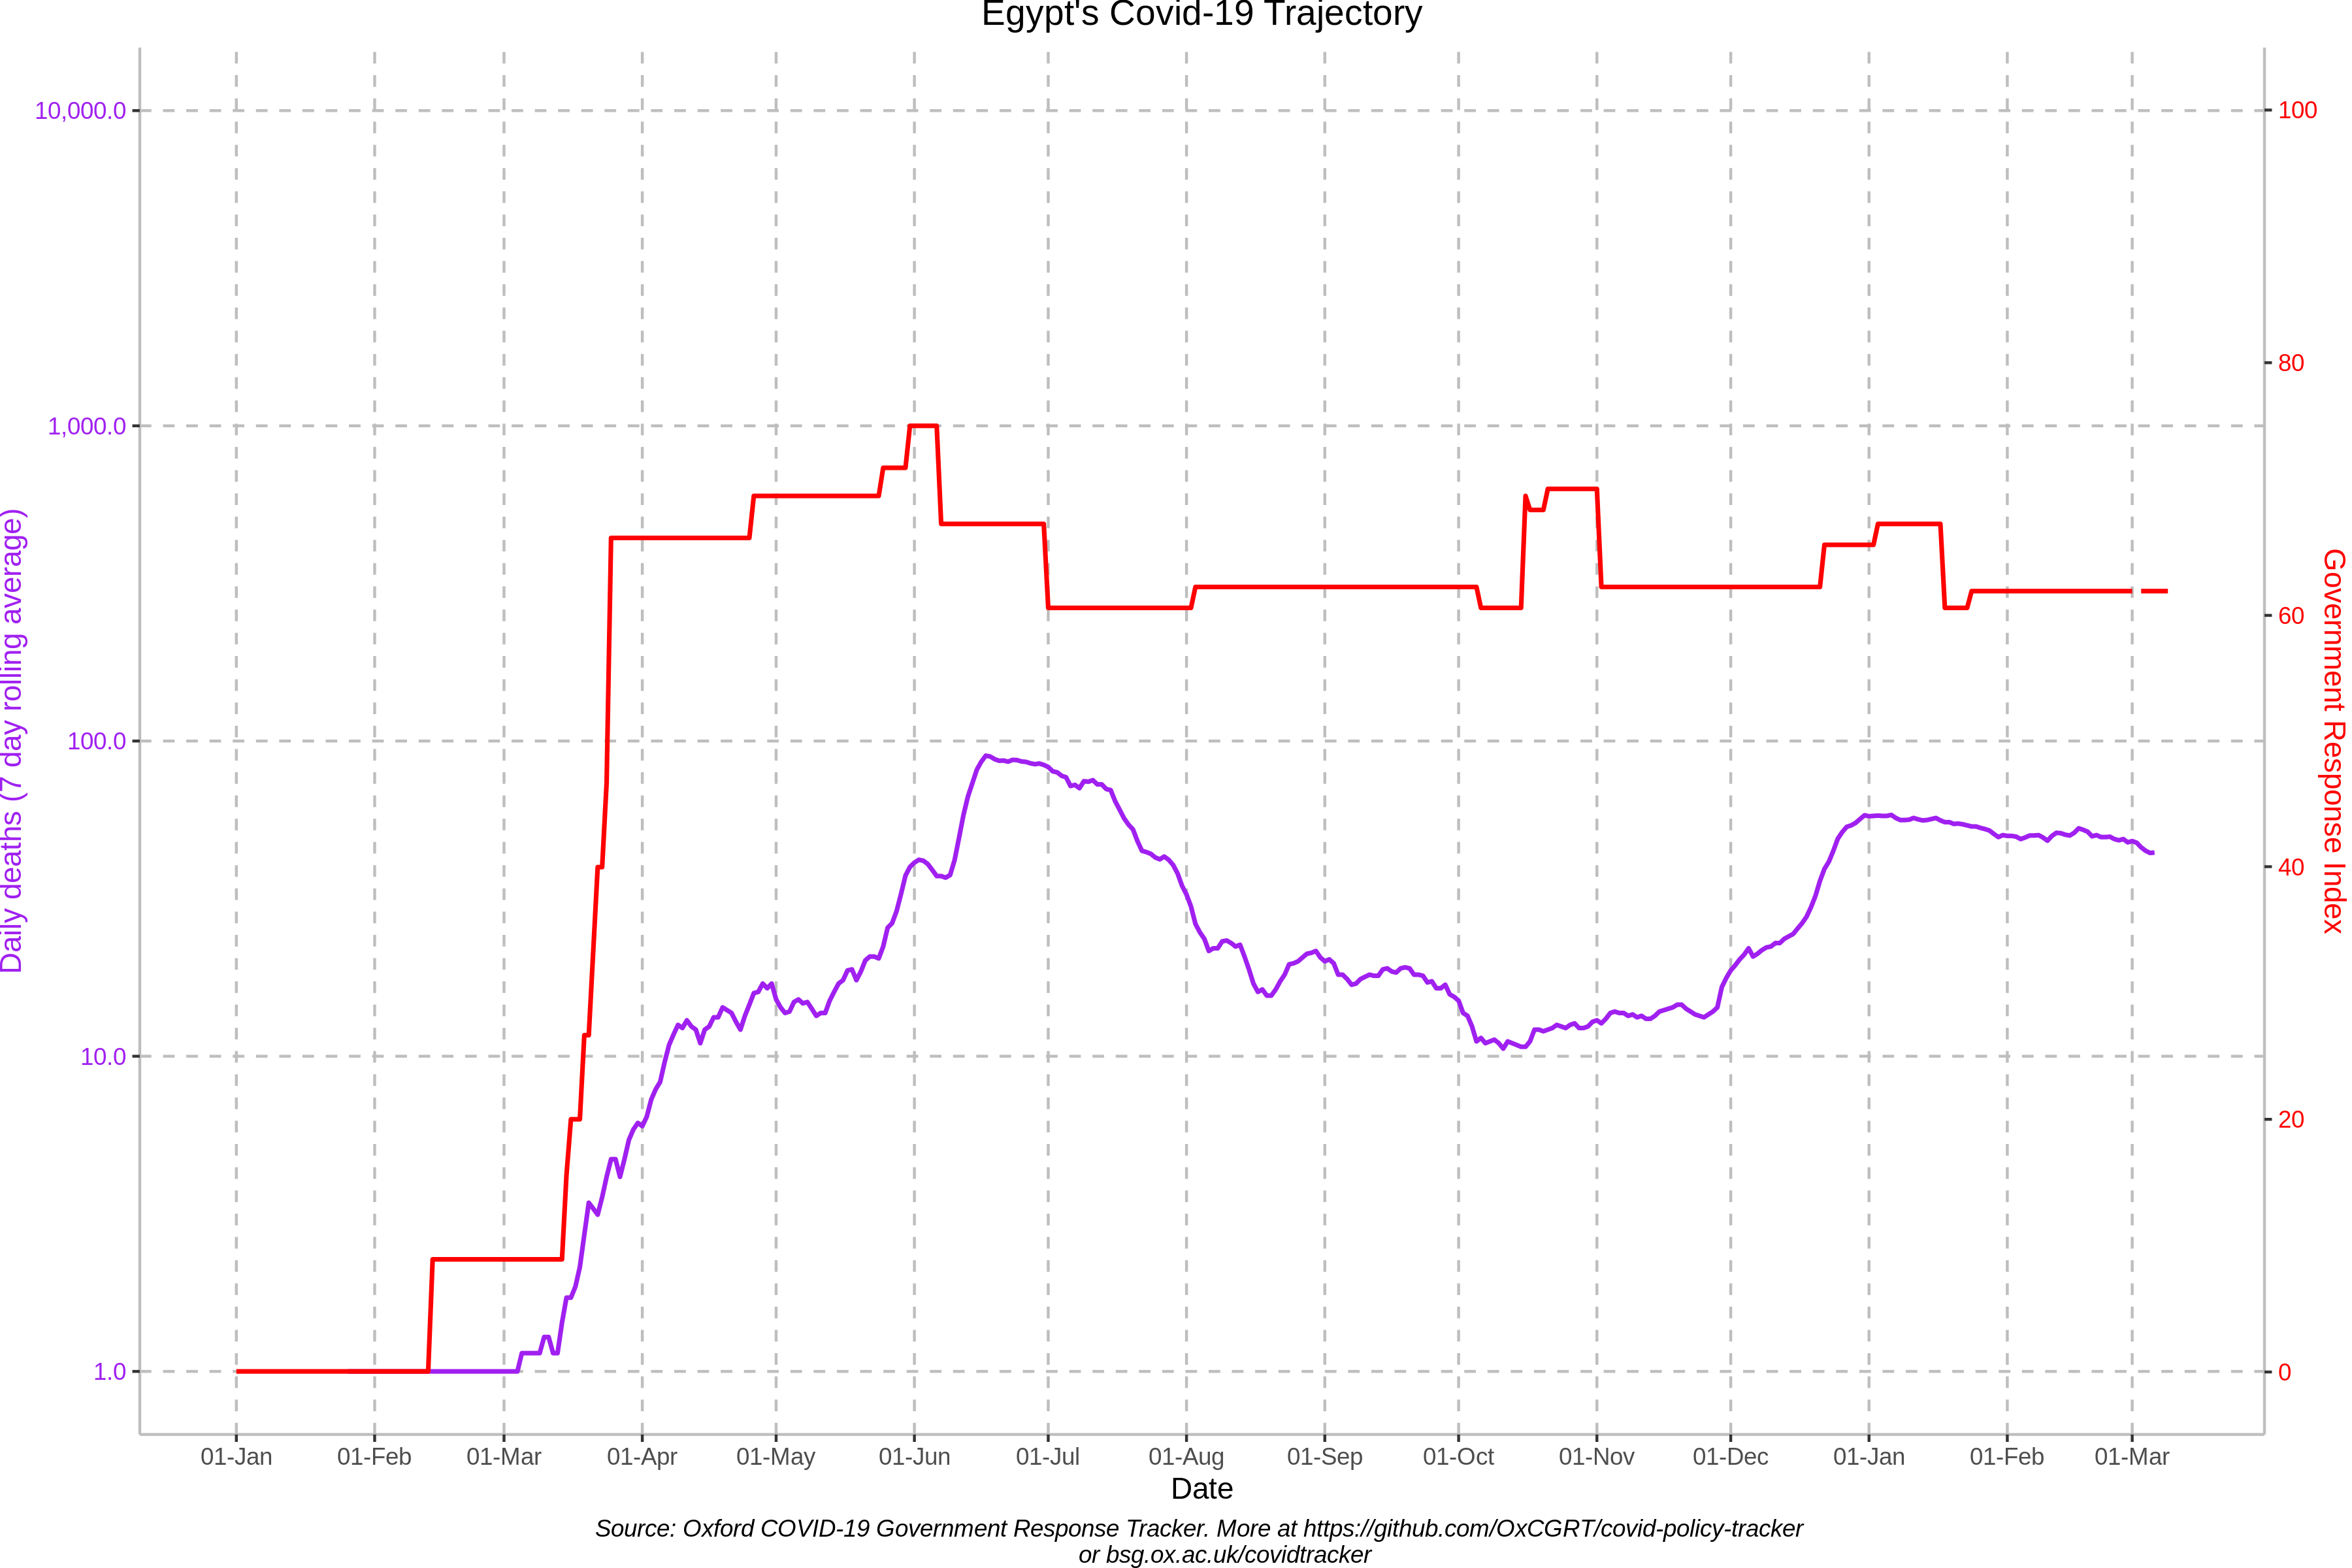 Egypt's Covid-19 Trajectory
10,000.0
1,000.0
100.0
10.0
1.0
Daily deaths (7 day rolling average)
100
80
60
40
20
0
Government Response Index
01-Jan 01-Feb 01-Mar 01-Apr 01-May 01-Jun 01-Jul 01-Aug 01-Sep 01-Oct 01-Nov 01-Dec 01-Jan 01-Feb 01-Mar
Date
Source: Oxford COVID-19 Government Response Tracker. More at https://github.com/OxCGRT/covid-policy-tracker
or bsg.ox.ac.uk/covidtracker